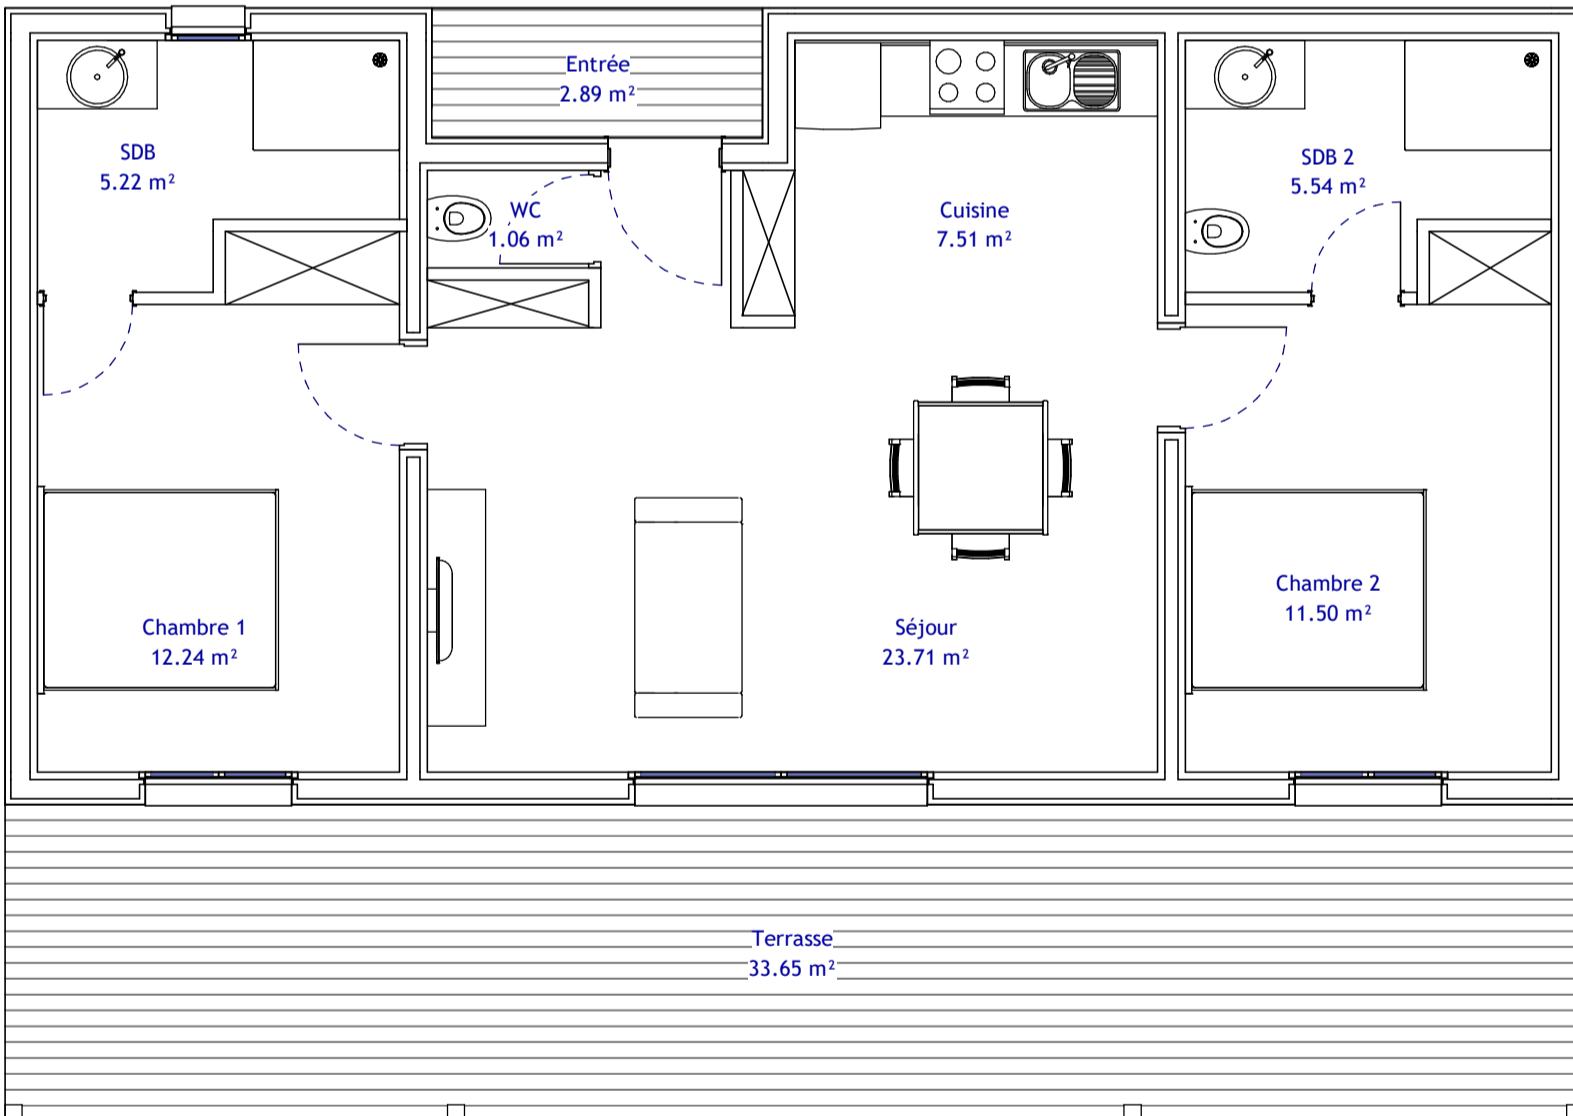 Entrée
2.89 m²
SDB
5.22 m²
WC
1.06 m²
Cuisine
7.51 m²
SDB 2
5.54 m²
Chambre 1
12.24 m²
Séjour
23.71 m²
Chambre 2
11.50 m²
Terrasse
33.65 m²